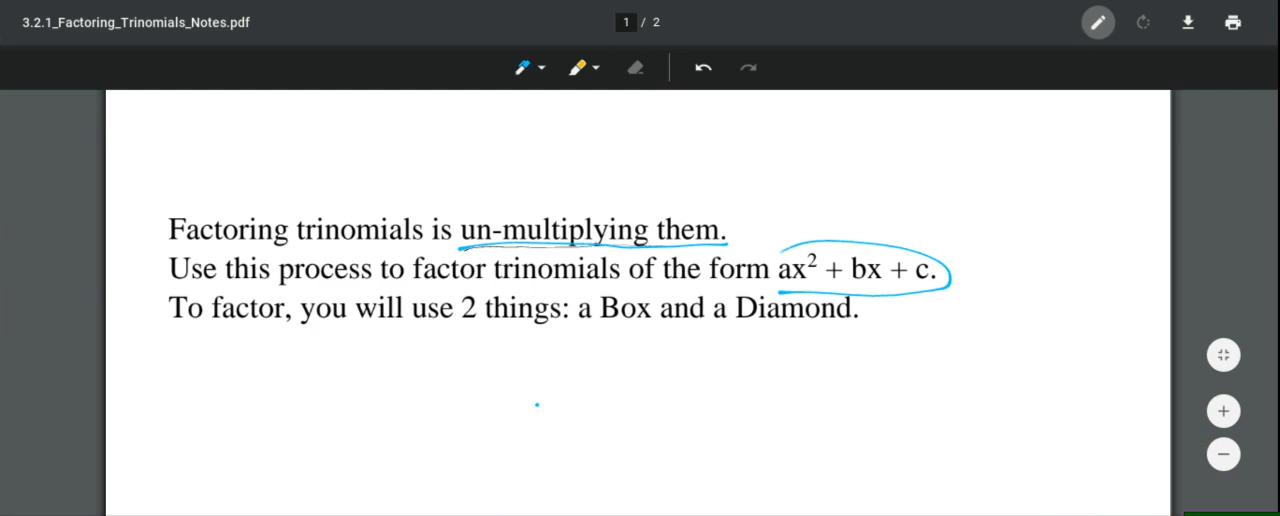 3.2.1_Factoring_Trinomials_Notes.pdf
1 / 2
Factoring trinomials is un-multiplying them.
Use this process to factor trinomials of the form ax² + bx + c.
To factor, you will use 2 things: a Box and a Diamond.